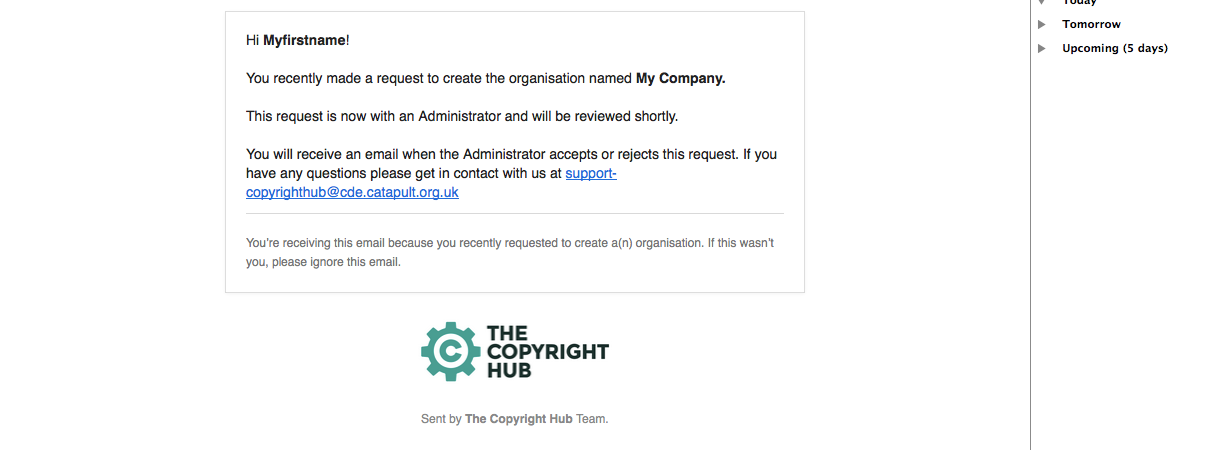 Hi Myfirstname!
You recently made a request to create the organisation named My Company.
This request is now with an Administrator and will be reviewed shortly.
You will receive an email when the Administrator accepts or rejects this request. If you
have any questions please get in contact with us at support-
copyrighthub@cde.catapult.org.uk
You’re receiving this email because you recently requested to create a(n) organisation. If this wasn’t
you, please ignore this email.
C
THE
COPYRIGHT
HUB
Sent by The Copyright Hub Team.
Today
Tomorrow
Upcoming (5 days)